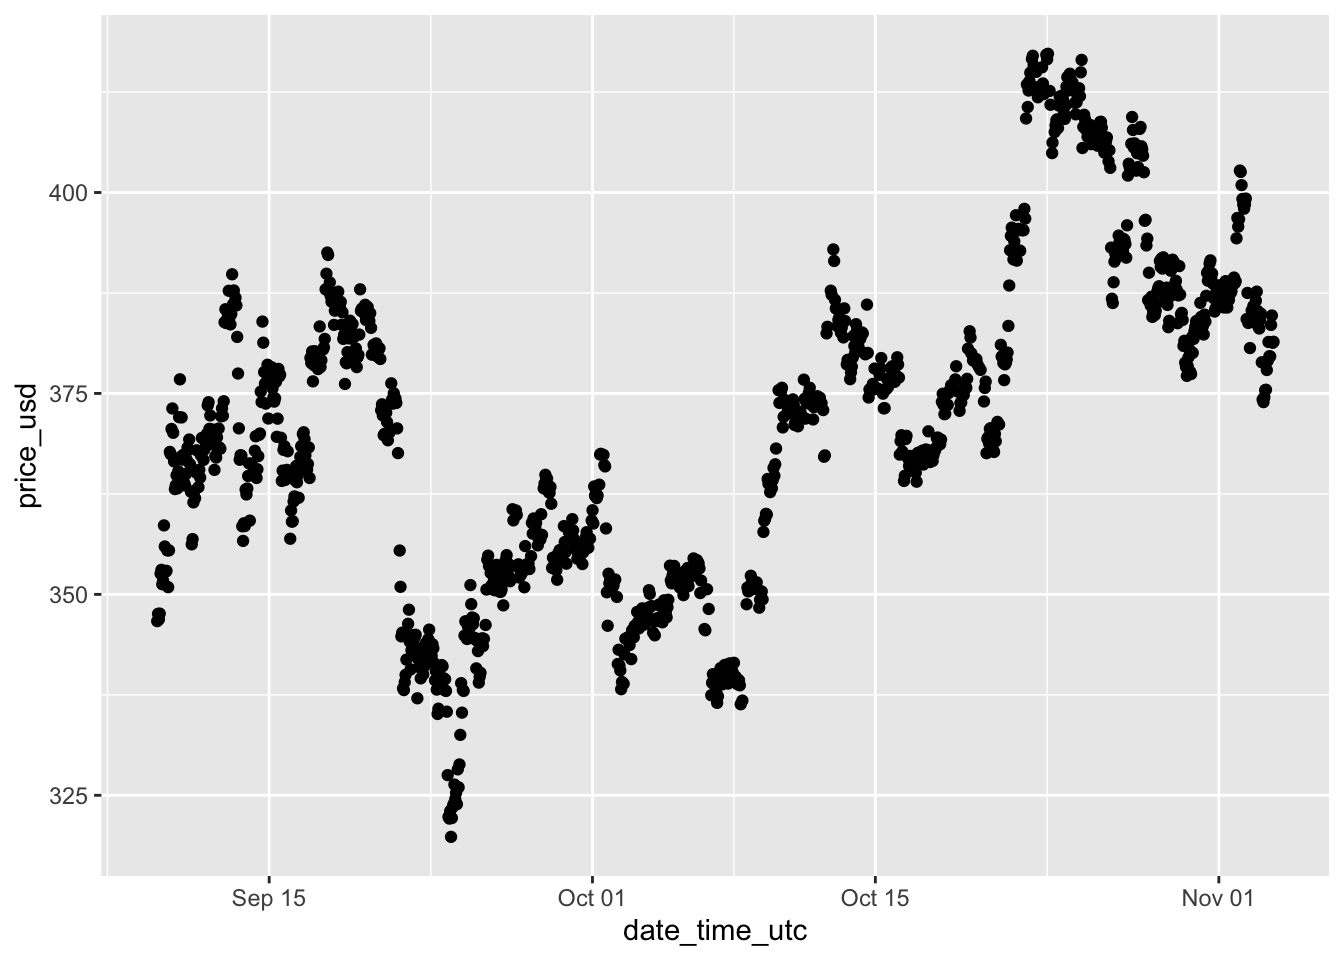 price_usd
400
375
350
325
Sep 15
Oct 01
Oct 15
Nov 01
date_time_utc